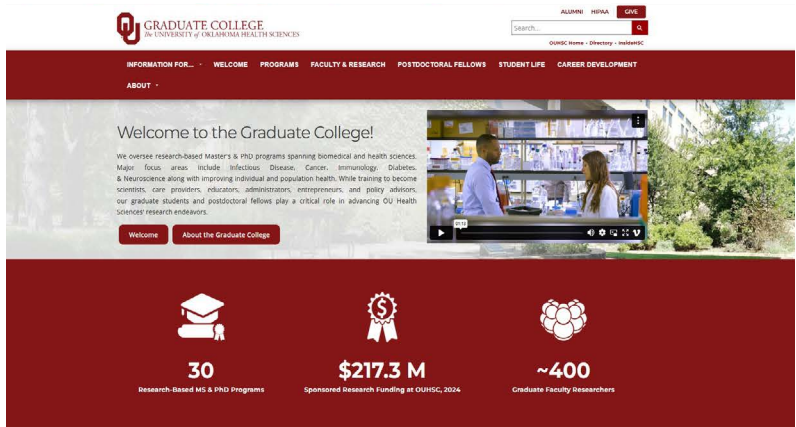 ALUMNI HIPAA GIVE
GRADUATE COLLEGE
the UNIVERSITY of OKLAHOMA HEALTH SCIENCES
Search...
OUHSC Home - Directory - InsideHSC
INFORMATION FOR... WELCOME PROGRAMS FACULTY & RESEARCH POSTDOCTORAL FELLOWS STUDENT LIFE CAREER DEVELOPMENT
ABOUT
Welcome to the Graduate College!
We oversee research-based Master's & PhD programs spanning biomedical and health sciences.
Major focus areas include Infectious Disease, Cancer, Immunology, Diabetes,
& Neuroscience along with improving individual and population health. While training to become
scientists, care providers, educators, administrators, entrepreneurs, and policy advisors,
our graduate students and postdoctoral fellows play a critical role in advancing OU Health
Sciences' research endeavors.
Welcome About the Graduate College
01:12
30
Research-Based MS & PhD Programs
$217.3 M
Sponsored Research Funding at OUHSC, 2024
~400
Graduate Faculty Researchers